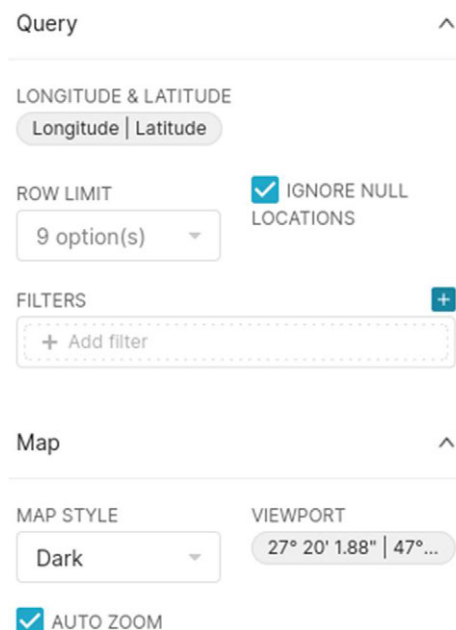 Query
LONGITUDE & LATITUDE
Longitude | Latitude
ROW LIMIT
9 option(s)
IGNORE NULL
LOCATIONS
FILTERS
+
+ Add filter
Map
MAP STYLE
Dark
VIEWPORT
27° 20' 1.88" | 47°...
AUTO ZOOM